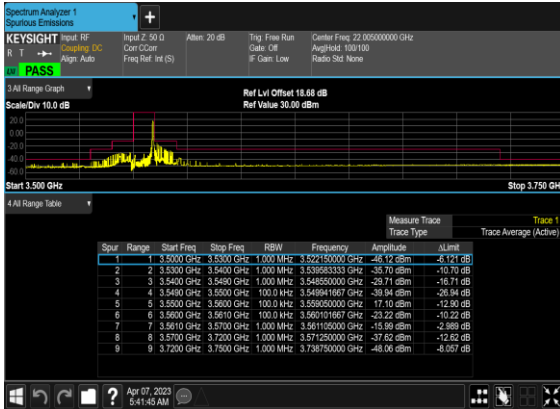 Spectrum Analyzer 1
Spurious Emissions
+
KEYSIGHT Input: RF Input Z: 50 Ω Atten: 20 dB Trig: Free Run Center Freq: 22.005000000 GHz
R T Coupling: DC Corr CCorr Gate: Off Avg|Hold: 100/100
Align: Auto Freq Ref: Int (S) IF Gain: Low Radio Std: None
PASS
3 All Range Graph
Ref Lvl Offset 18.68 dB
Scale/Div 10.0 dB Ref Value 30.00 dBm
20.0
0.00
-20.0
-40.0
-60.0
Start 3.500 GHz Stop 3.750 GH
4 All Range Table
Measure Trace Trace 1
Trace Type Trace Average (Active)
Spur Range Start Freq Stop Freq RBW Frequency Amplitude ΔLimit
1 1 3.5000 GHz 3.5300 GHz 1.000 MHz 3.522150000 GHz -46.12 dBm -6.121 dB
2 2 3.5300 GHz 3.5400 GHz 1.000 MHz 3.539583333 GHz -35.70 dBm -10.70 dB
3 3 3.5400 GHz 3.5490 GHz 1.000 MHz 3.548550000 GHz -29.71 dBm -16.71 dB
4 4 3.5490 GHz 3.5500 GHz 100.0 kHz 3.549941667 GHz -39.94 dBm -26.94 dB
5 5 3.5500 GHz 3.5600 GHz 100.0 kHz 3.559050000 GHz 17.10 dBm -12.90 dB
6 6 3.5600 GHz 3.5610 GHz 100.0 kHz 3.560101667 GHz -23.22 dBm -10.22 dB
7 7 3.5610 GHz 3.5700 GHz 1.000 MHz 3.561105000 GHz -15.99 dBm -2.989 dB
8 8 3.5700 GHz 3.7200 GHz 1.000 MHz 3.571250000 GHz -37.62 dBm -12.62 dB
9 9 3.7200 GHz 3.7500 GHz 1.000 MHz 3.738750000 GHz -48.06 dBm -8.057 dB
? Apr 07, 2023
5:41:45 AM